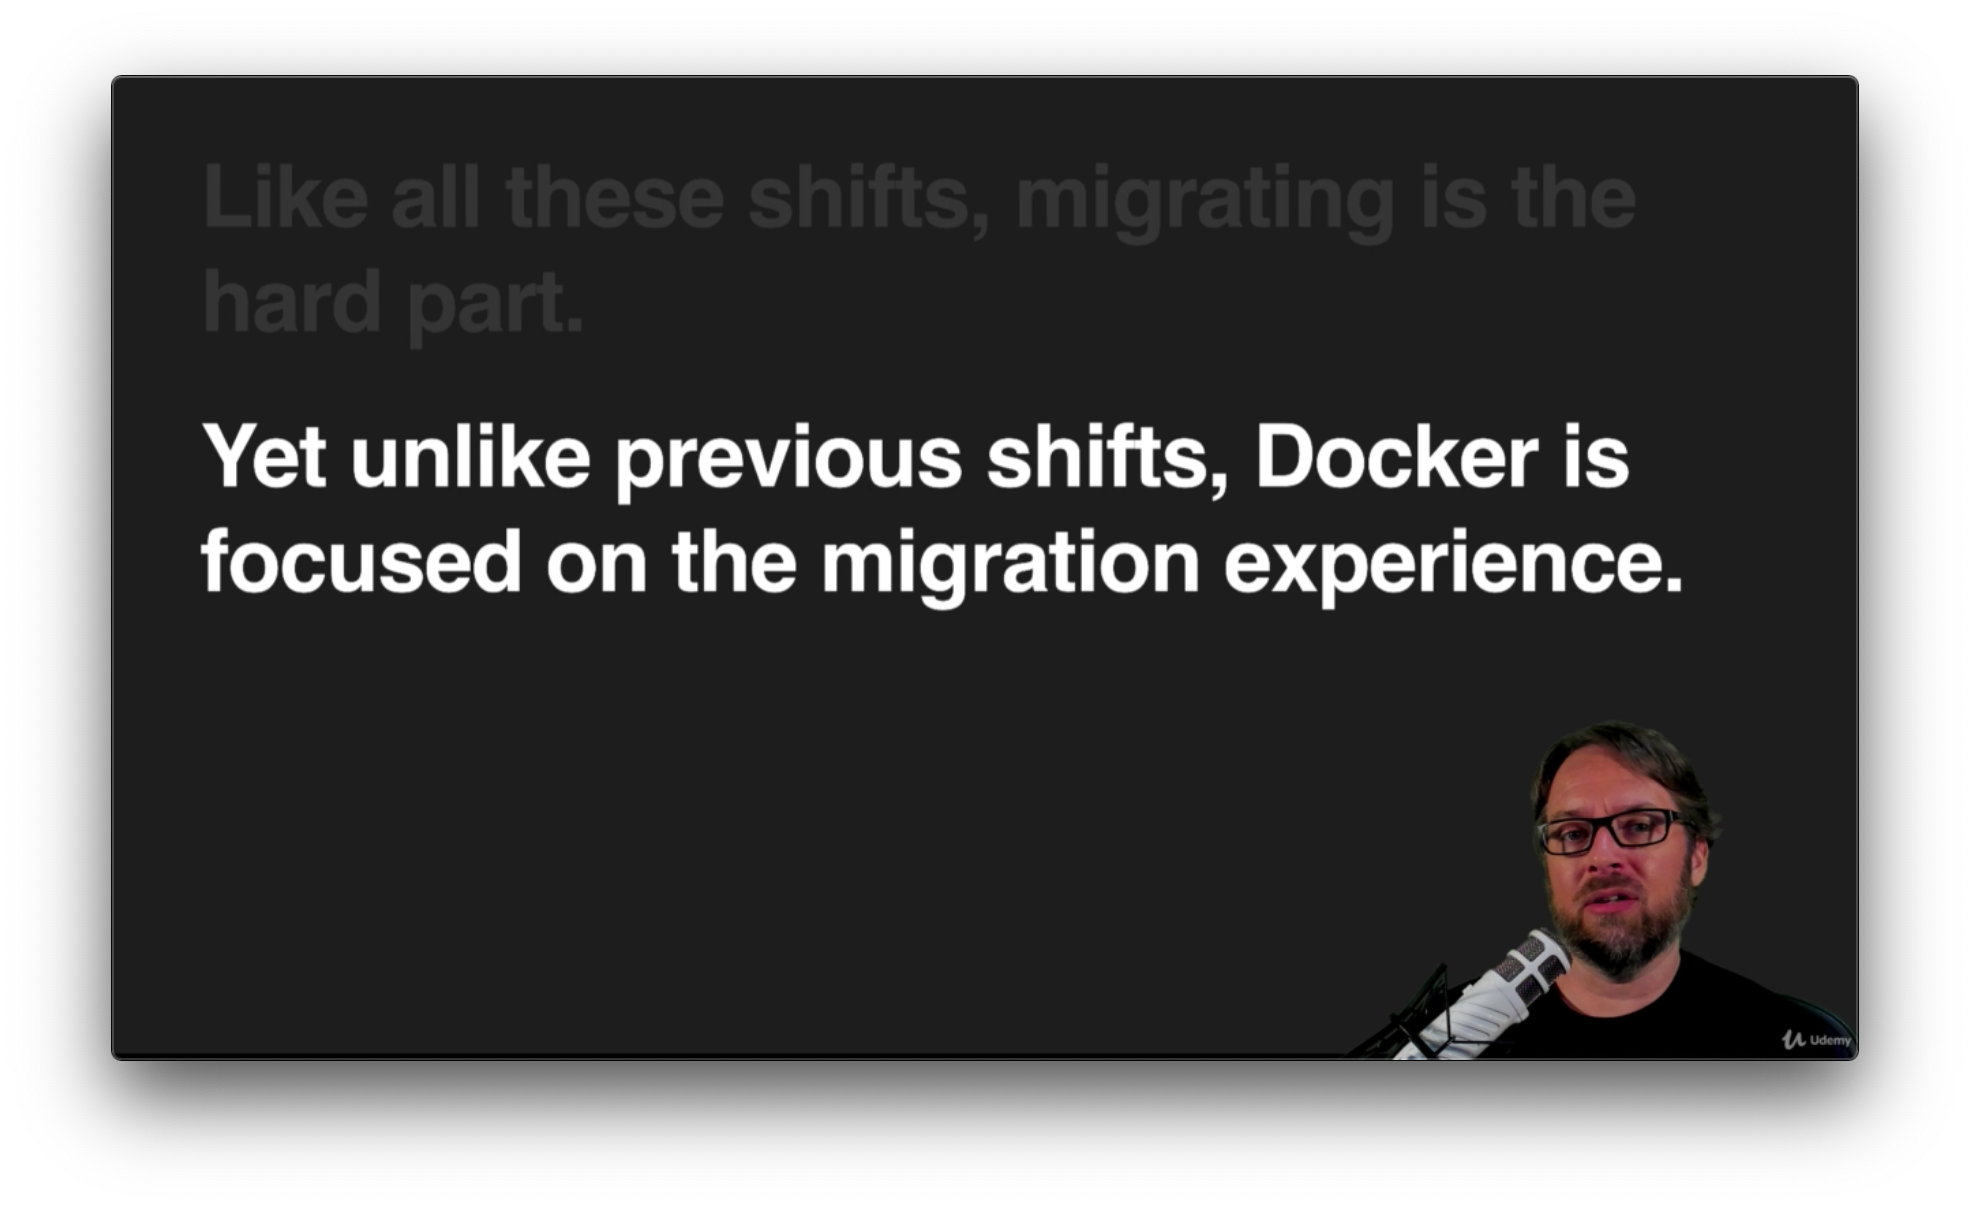 Like all these shifts, migrating is the
hard part.
Yet unlike previous shifts, Docker is
focused on the migration experience.
Udemy